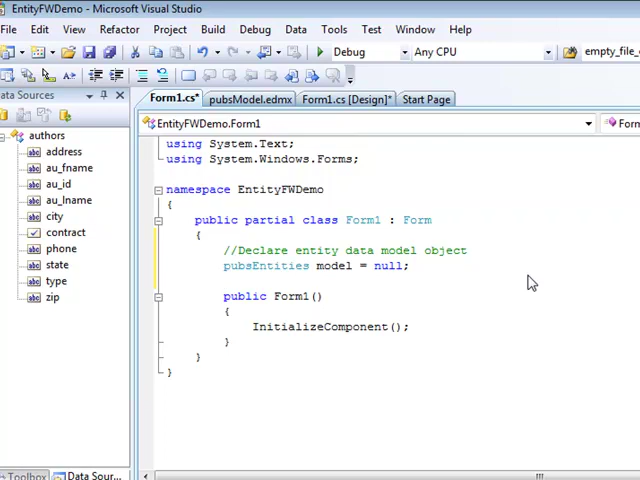 EntityFWDemo - Microsoft Visual Studio
File Edit View Refactor Project Build Debug Data Tools Test Window Help
Debug Any CPU empty_file_
ata Sources
Form1.cs* pubsModel.edmx Form1.cs [Design]* Start Page
EntityFWDemo.Form1 Form
authors
address
au_fname
au_id
au_lname
city
contract
phone
state
type
zip
using System.Text;
using System.Windows.Forms;
namespace EntityFWDemo
{
public partial class Form1 : Form
{
//Declare entity data model object
pubsEntities model = null;
public Form1()
{
InitializeComponent();
}
}
}
Toolbox Data Sour...